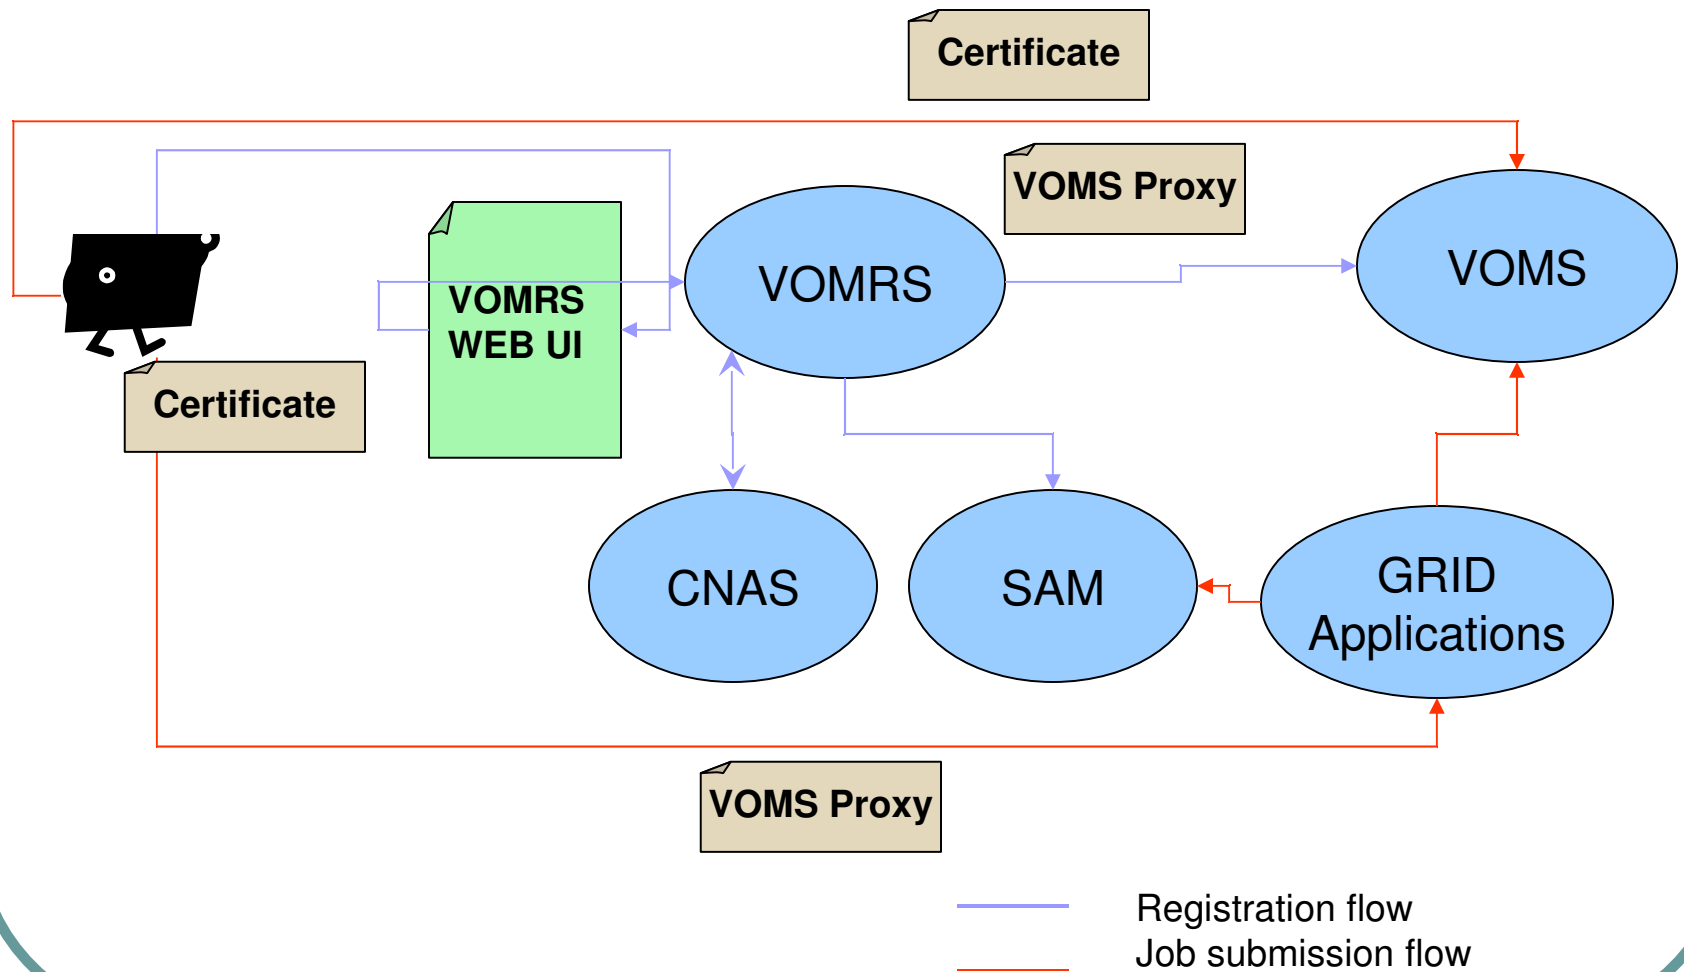 Certificate
VOMS Proxy
VOMRS
VOMS
VOMRS
WEB UI
Certificate
CNAS
SAM
GRID
Applications
VOMS Proxy
Registration flow
Job submission flow